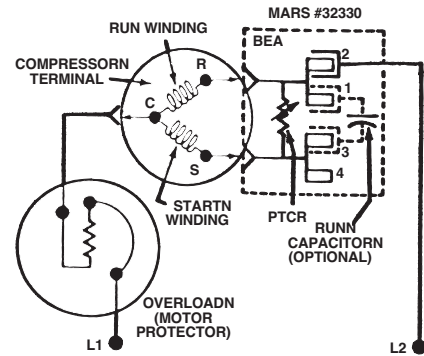 MARS #32330
RUN WINDING
BEA
COMPRESSORN
TERMINAL
R
C
S
2
1
3
4
STARTN
WINDING
PTCR
RUNN
CAPACITORN
(OPTIONAL)
OVERLOADN
(MOTOR
PROTECTOR)
L1
L2